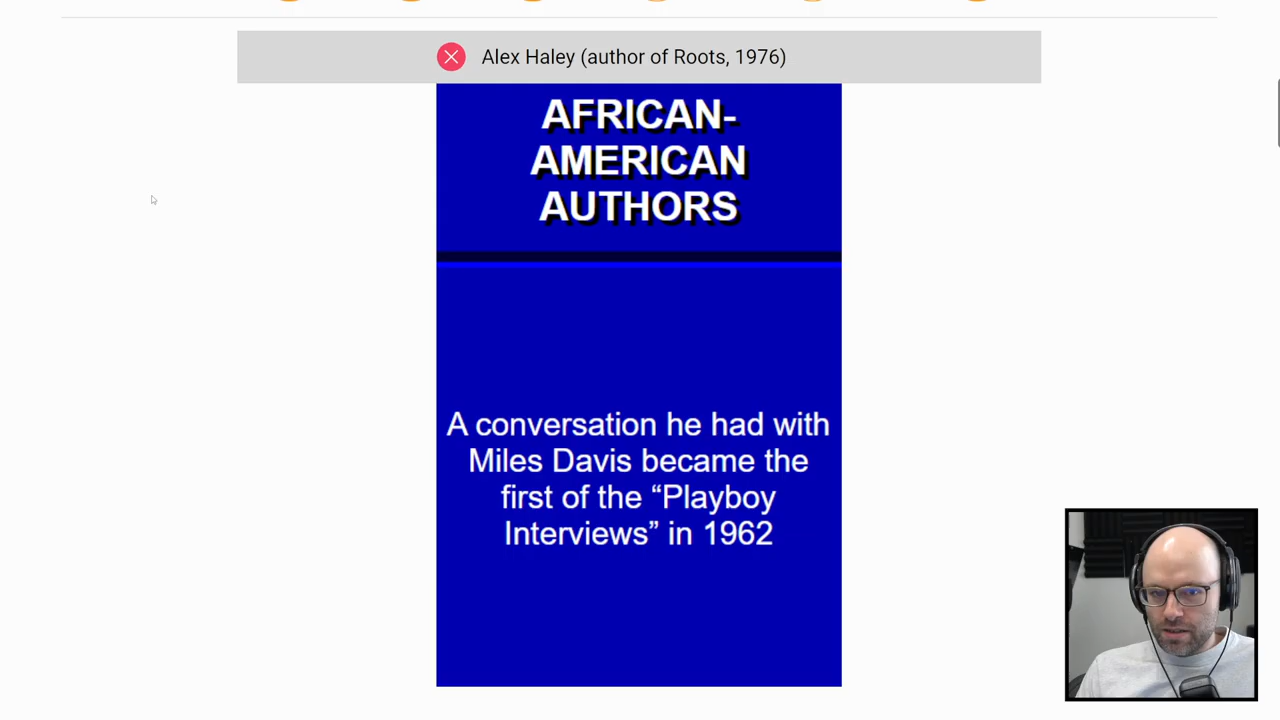 Alex Haley (author of Roots, 1976)
AFRICAN-
AMERICAN
AUTHORS
A conversation he had with
Miles Davis became the
first of the “Playboy
Interviews” in 1962